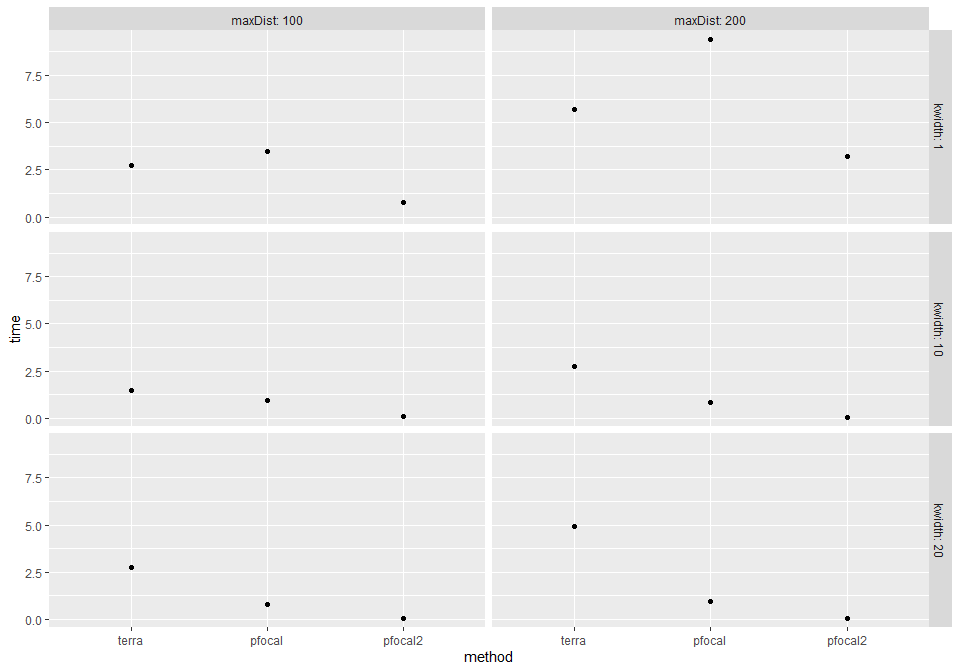 maxDist: 100
maxDist: 200
7.5
5.0
2.5
0.0
kwidth: 1
7.5
5.0
2.5
0.0
kwidth: 10
7.5
5.0
2.5
0.0
kwidth: 20
time
terra pfocal pfocal2
terra pfocal pfocal2
method